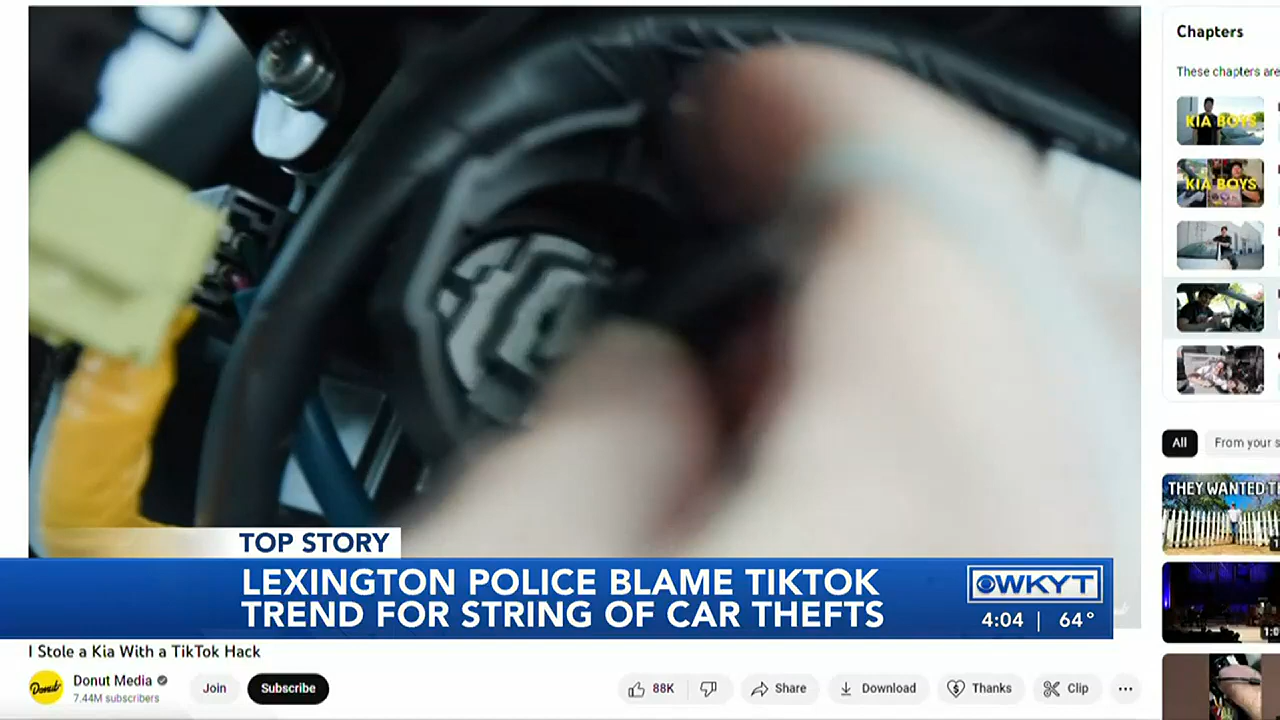 Chapters
These chapters are
KIA BOYS
KIA BOYS
All
From your s
THEY WANTED TH
TOP STORY
LEXINGTON POLICE BLAME TIKTOK
TREND FOR STRING OF CAR THEFTS
WKYT
4:04 | 64°
I Stole a Kia With a TikTok Hack
Donut
Donut Media
7.44M subscribers
Join
Subscribe
88K
Share
Download
Thanks
Clip